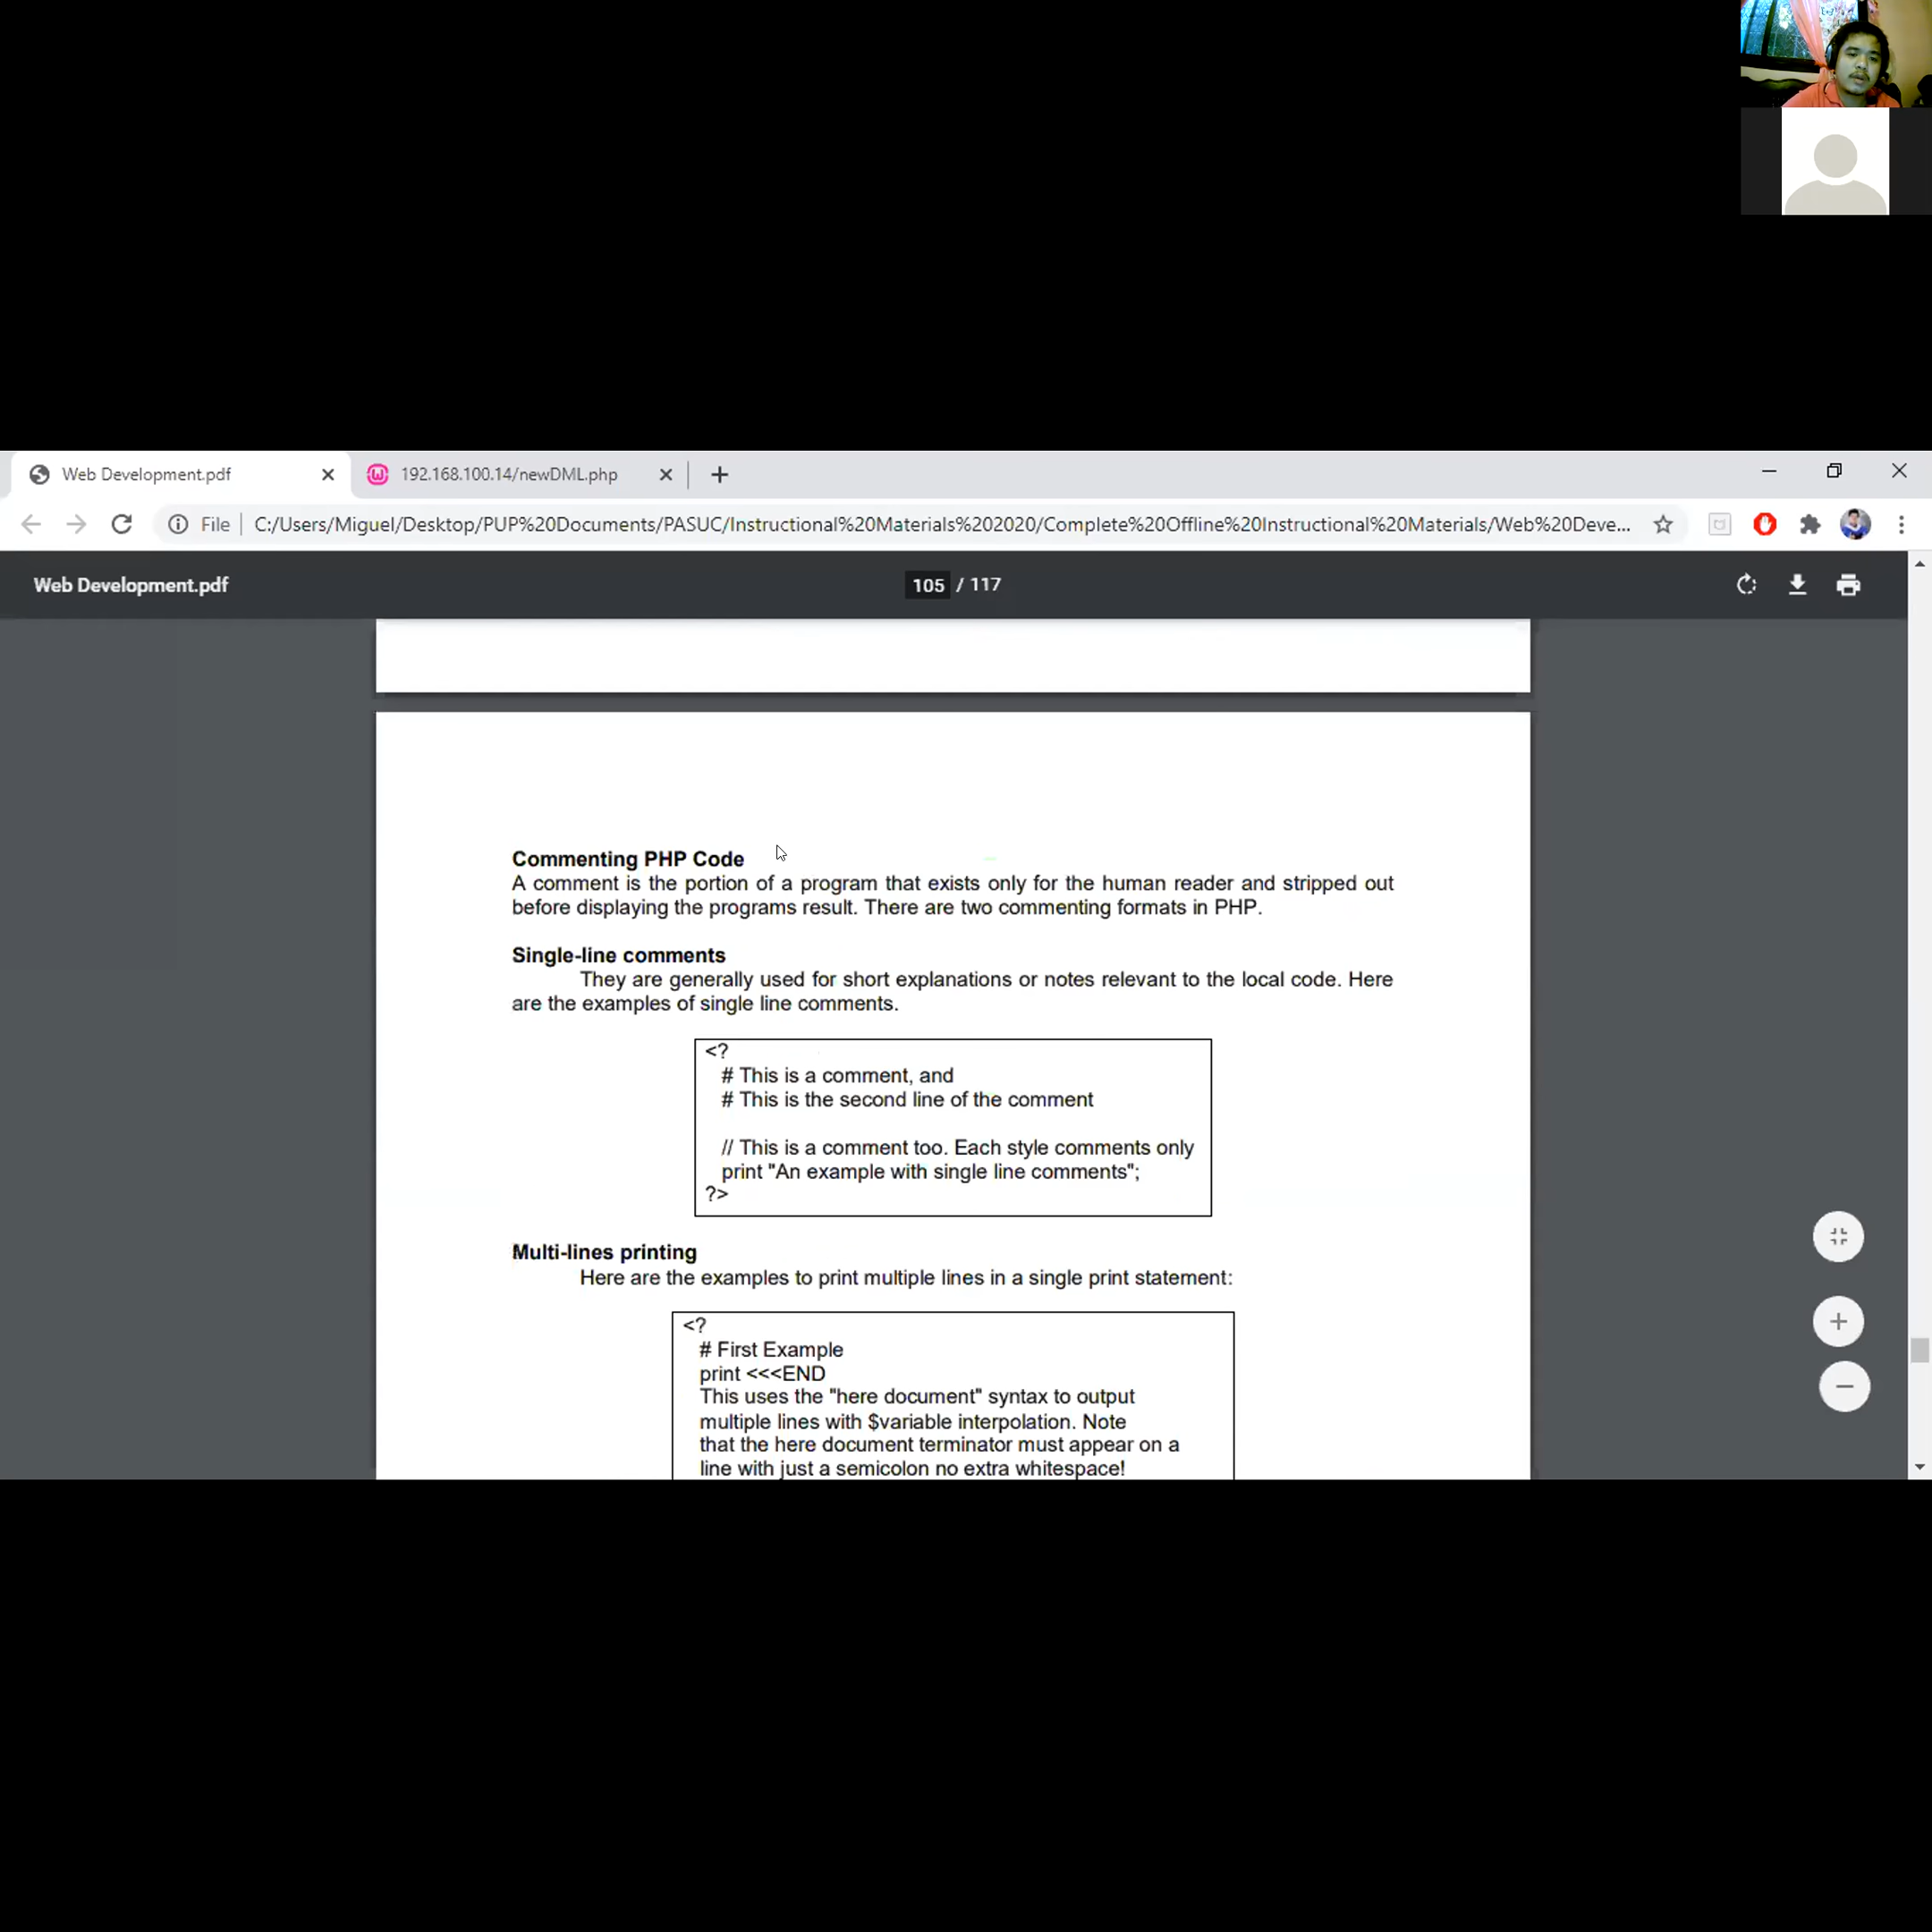 Web Development.pdf
192.168.100.14/newDML.php
File
C:/Users/Miguel/Desktop/PUP%20Documents/PASUC/Instructional%20Materials%202020/Complete%20Offline%20Instructional%20Materials/Web%20Deve...
Web Development.pdf
105 / 117
Commenting PHP Code
A comment is the portion of a program that exists only for the human reader and stripped out
before displaying the programs result. There are two commenting formats in PHP.
Single-line comments
They are generally used for short explanations or notes relevant to the local code. Here
are the examples of single line comments.
<?
# This is a comment, and
# This is the second line of the comment
// This is a comment too. Each style comments only
print "An example with single line comments";
?>
Multi-lines printing
Here are the examples to print multiple lines in a single print statement:
<?
# First Example
print <<<END
This uses the "here document" syntax to output
multiple lines with $variable interpolation. Note
that the here document terminator must appear on a
line with just a semicolon no extra whitespace!